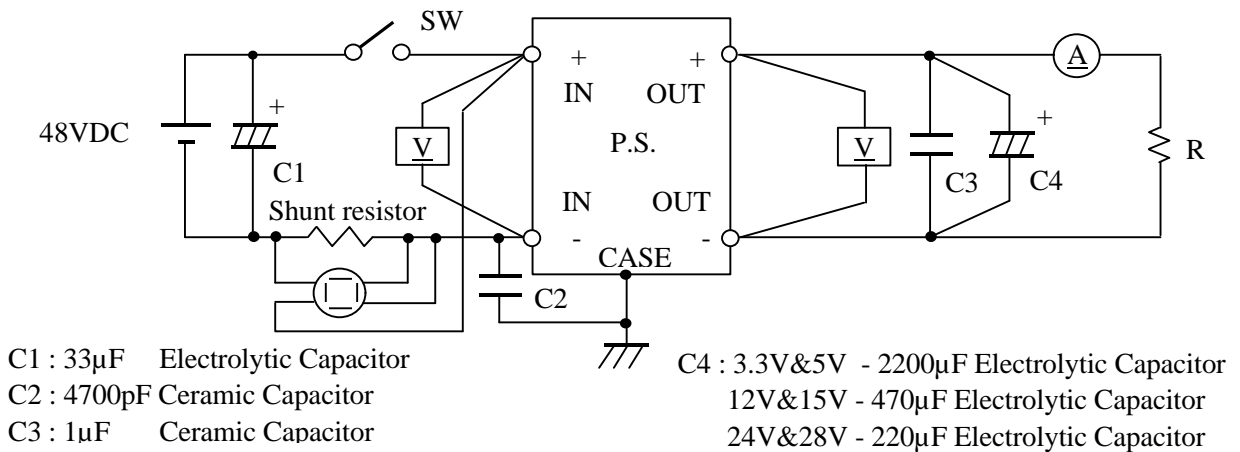 SW
+
+
+
+
IN
OUT
48VDC
V
P.S.
V
C1
C3
C4
R
Shunt resistor
IN
OUT
-
-
CASE
A
C2
C1 : 33µF Electrolytic Capacitor
C2 : 4700pF Ceramic Capacitor
C3 : 1µF Ceramic Capacitor
C4 : 3.3V&5V - 2200µF Electrolytic Capacitor
12V&15V - 470µF Electrolytic Capacitor
24V&28V - 220µF Electrolytic Capacitor